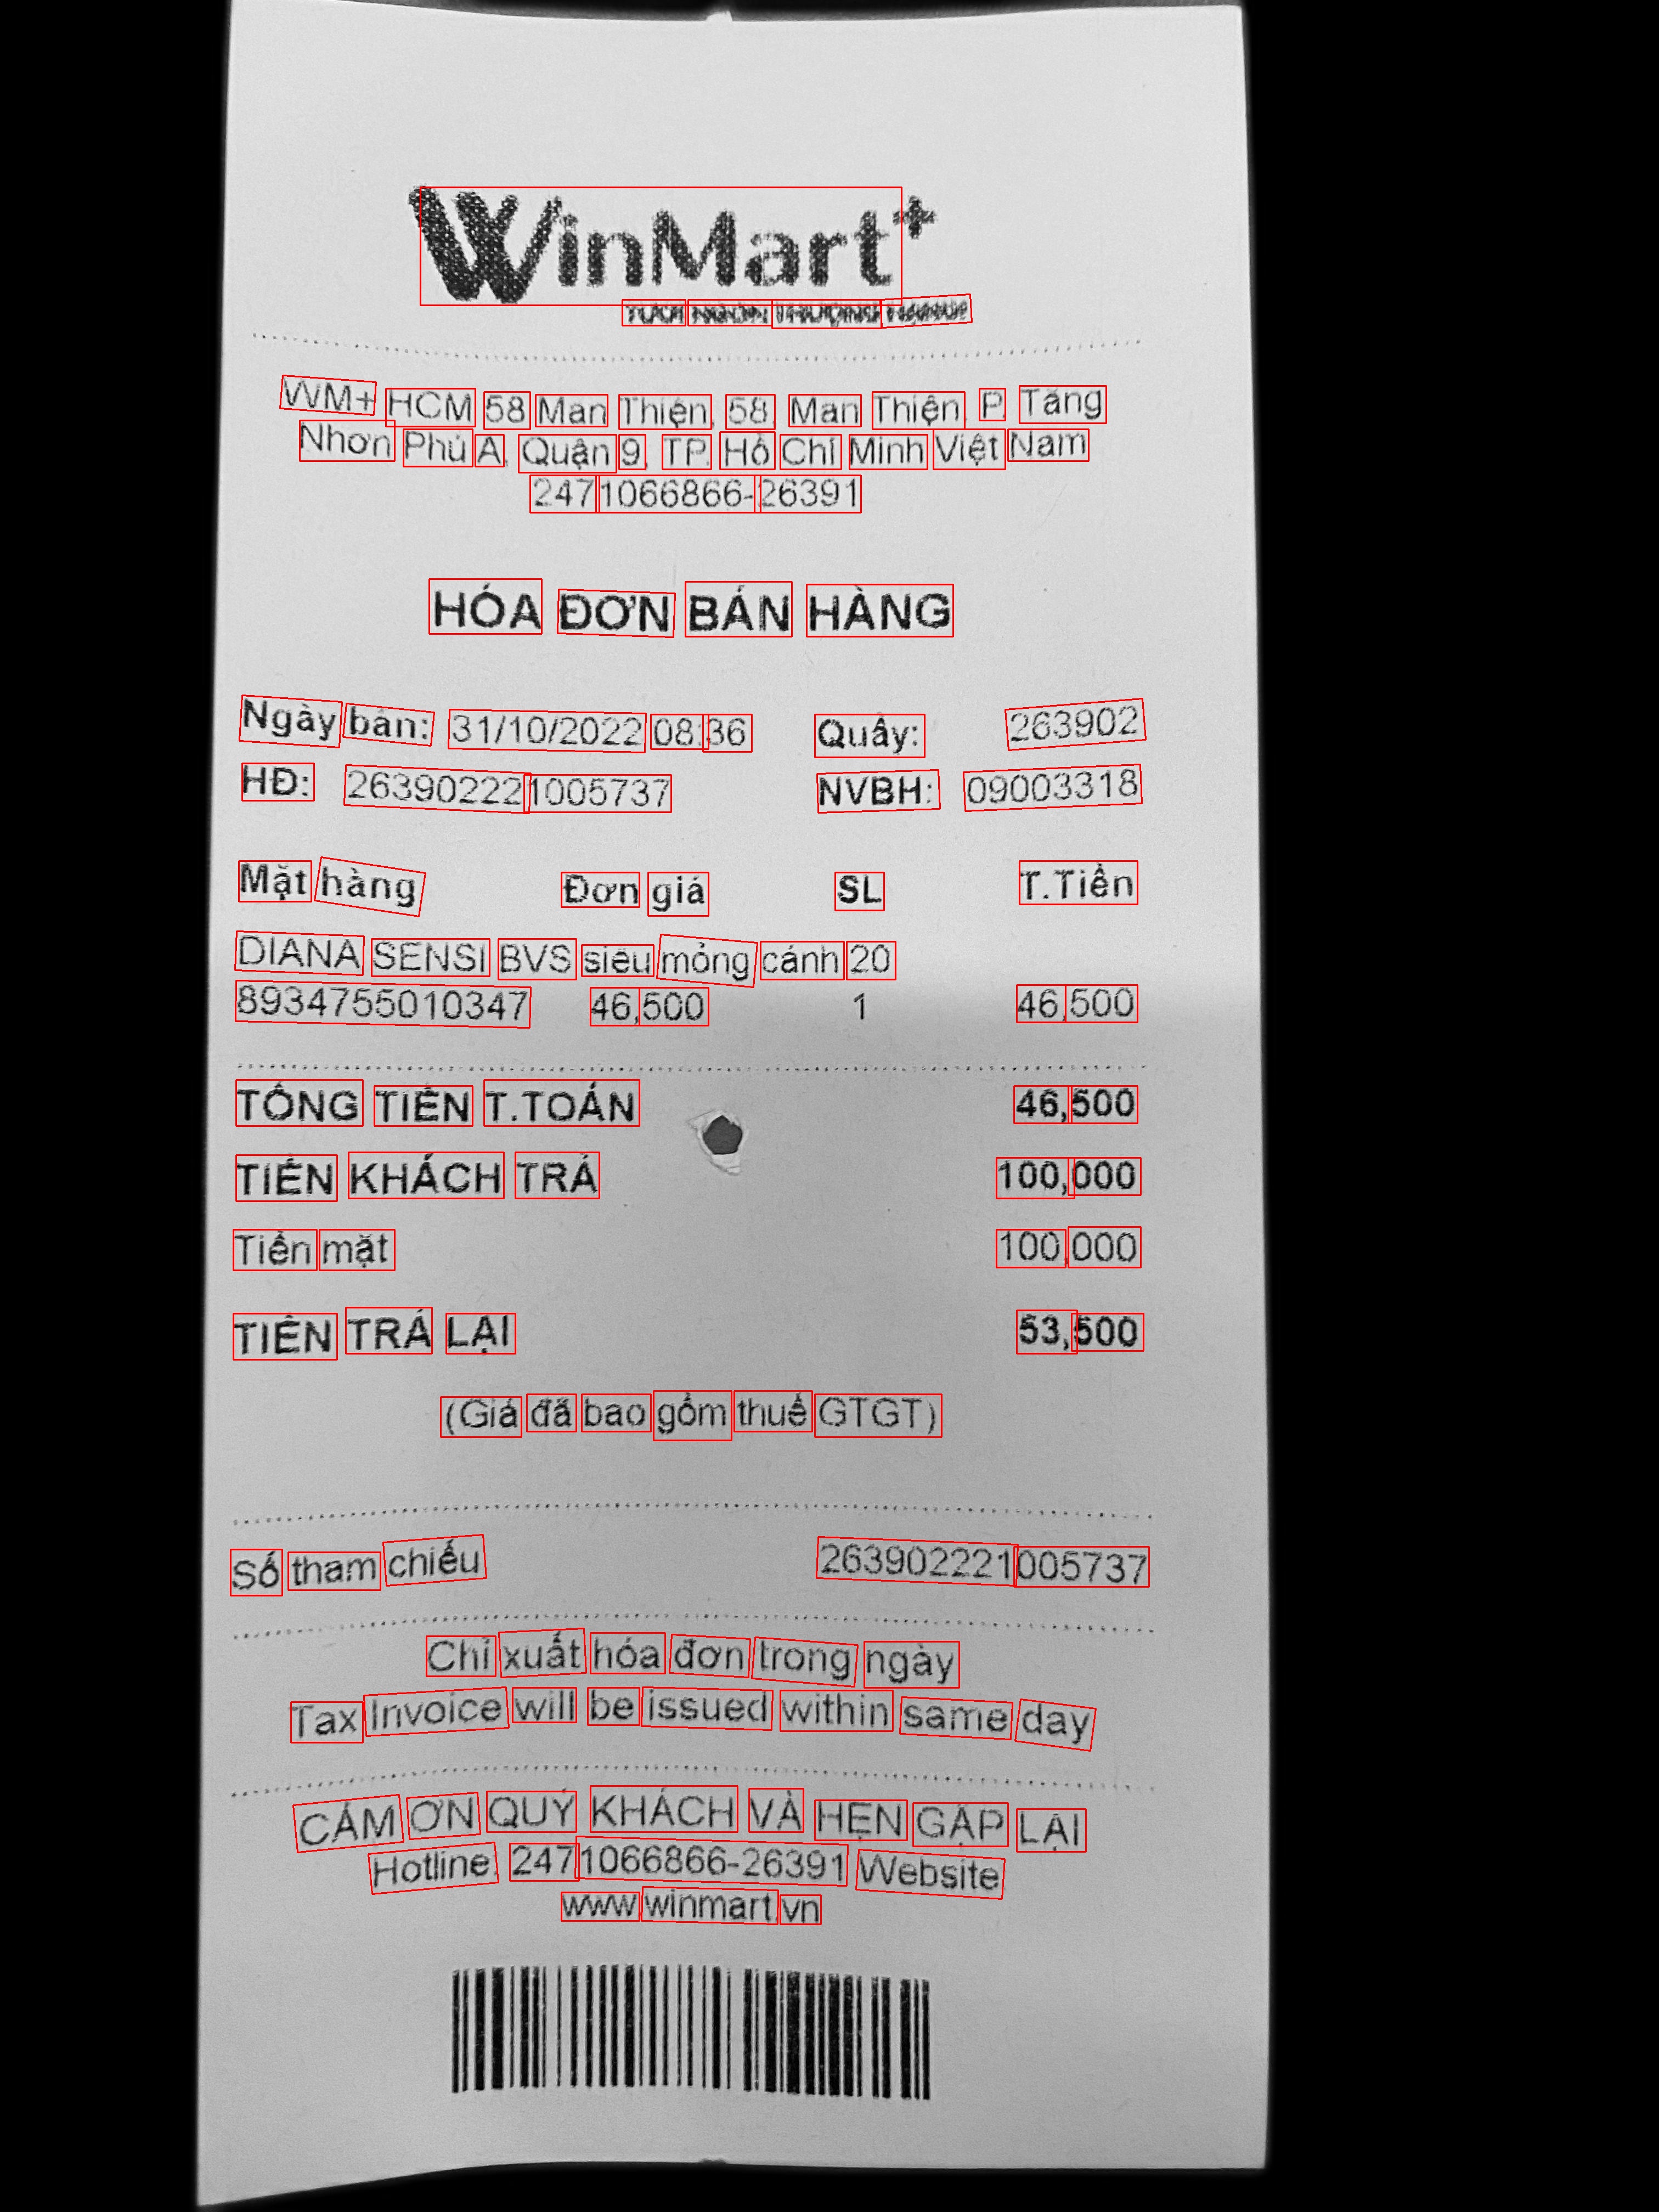 WinMart+
TƯƠI NGON THƯỢNG HẠNG
WM+ HCM 58 Man Thiện, 58, Man Thiện, P. Tăng
Nhơn Phú A, Quận 9, TP. Hồ Chí Minh Việt Nam
2471066866-26391
HÓA ĐƠN BÁN HÀNG
Ngày bán: 31/10/2022 08:36 Quầy: 263902
HĐ: 263902221005737 NVBH: 09003318
Mặt hàng Đơn giá SL T.Tiền
DIANA SENSI BVS siêu mỏng cánh 20
8934755010347 46,500 1 46,500
TỔNG TIỀN T.TOÁN 46,500
TIỀN KHÁCH TRẢ 100,000
Tiền mặt 100,000
TIỀN TRẢ LẠI 53,500
(Giá đã bao gồm thuế GTGT)
Số tham chiếu 263902221005737
Chỉ xuất hóa đơn trong ngày
Tax Invoice will be issued within same day
CẢM ƠN QUÝ KHÁCH VÀ HẸN GẶP LẠI
Hotline: 2471066866-26391 Website
www.winmart.vn